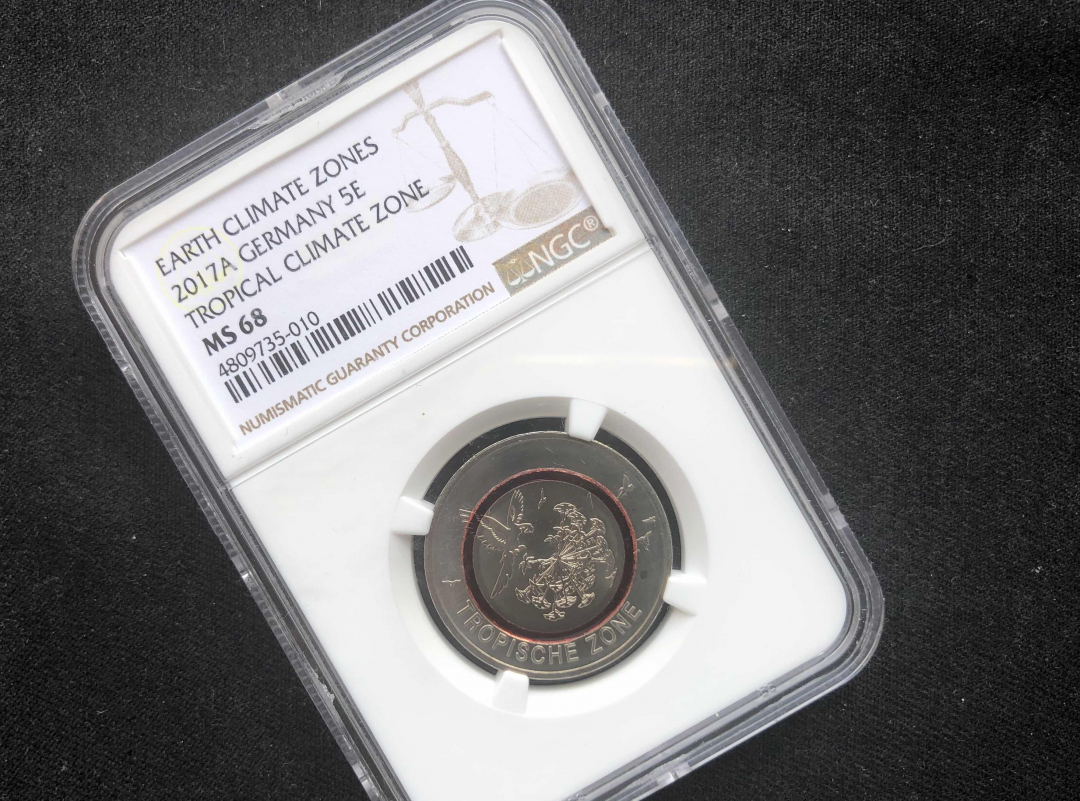 EARTH CLIMATE ZONES
2017A GERMANY 5E
TROPICAL CLIMATE ZONE
MS 68
4809735-010
NUMISMATIC GUARANTY CORPORATION
NGC®
TROPISCHE ZONE